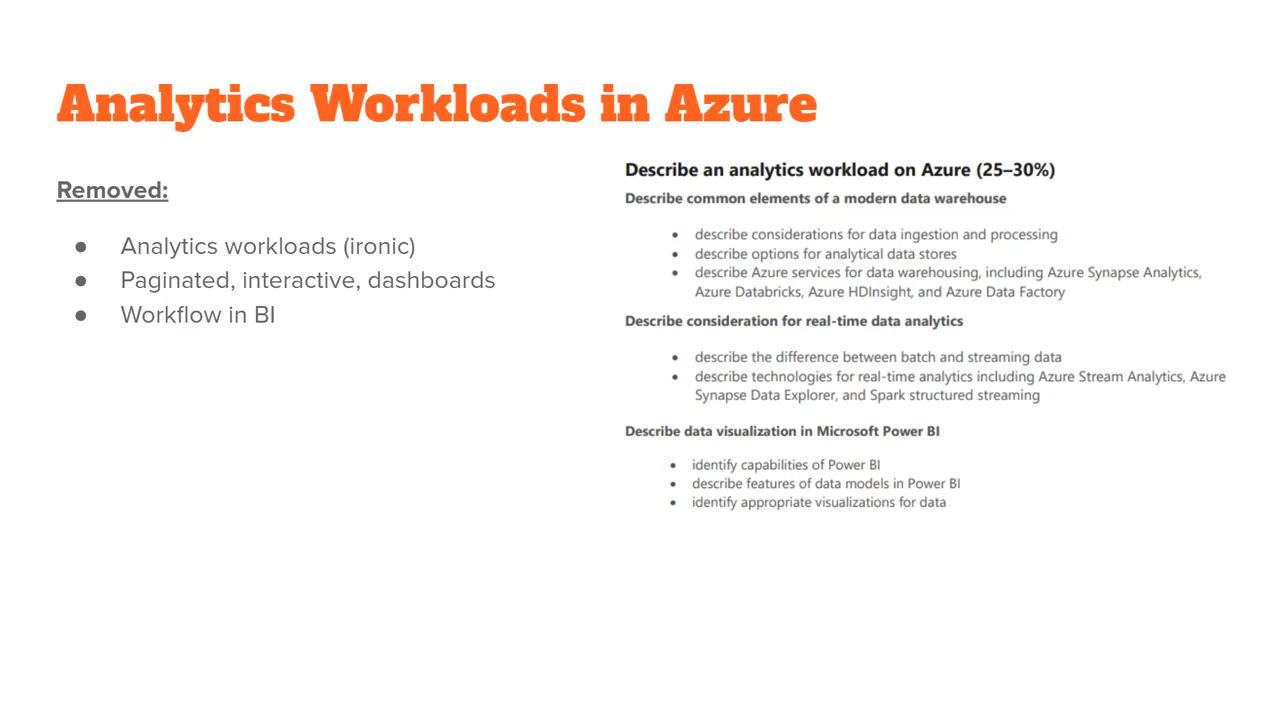 Analytics Workloads in Azure
Removed:
● Analytics workloads (ironic)
● Paginated, interactive, dashboards
● Workflow in BI
Describe an analytics workload on Azure (25–30%)
Describe common elements of a modern data warehouse
• describe considerations for data ingestion and processing
• describe options for analytical data stores
• describe Azure services for data warehousing, including Azure Synapse Analytics,
Azure Databricks, Azure HDInsight, and Azure Data Factory
Describe consideration for real-time data analytics
• describe the difference between batch and streaming data
• describe technologies for real-time analytics including Azure Stream Analytics, Azure
Synapse Data Explorer, and Spark structured streaming
Describe data visualization in Microsoft Power BI
• identify capabilities of Power BI
• describe features of data models in Power BI
• identify appropriate visualizations for data